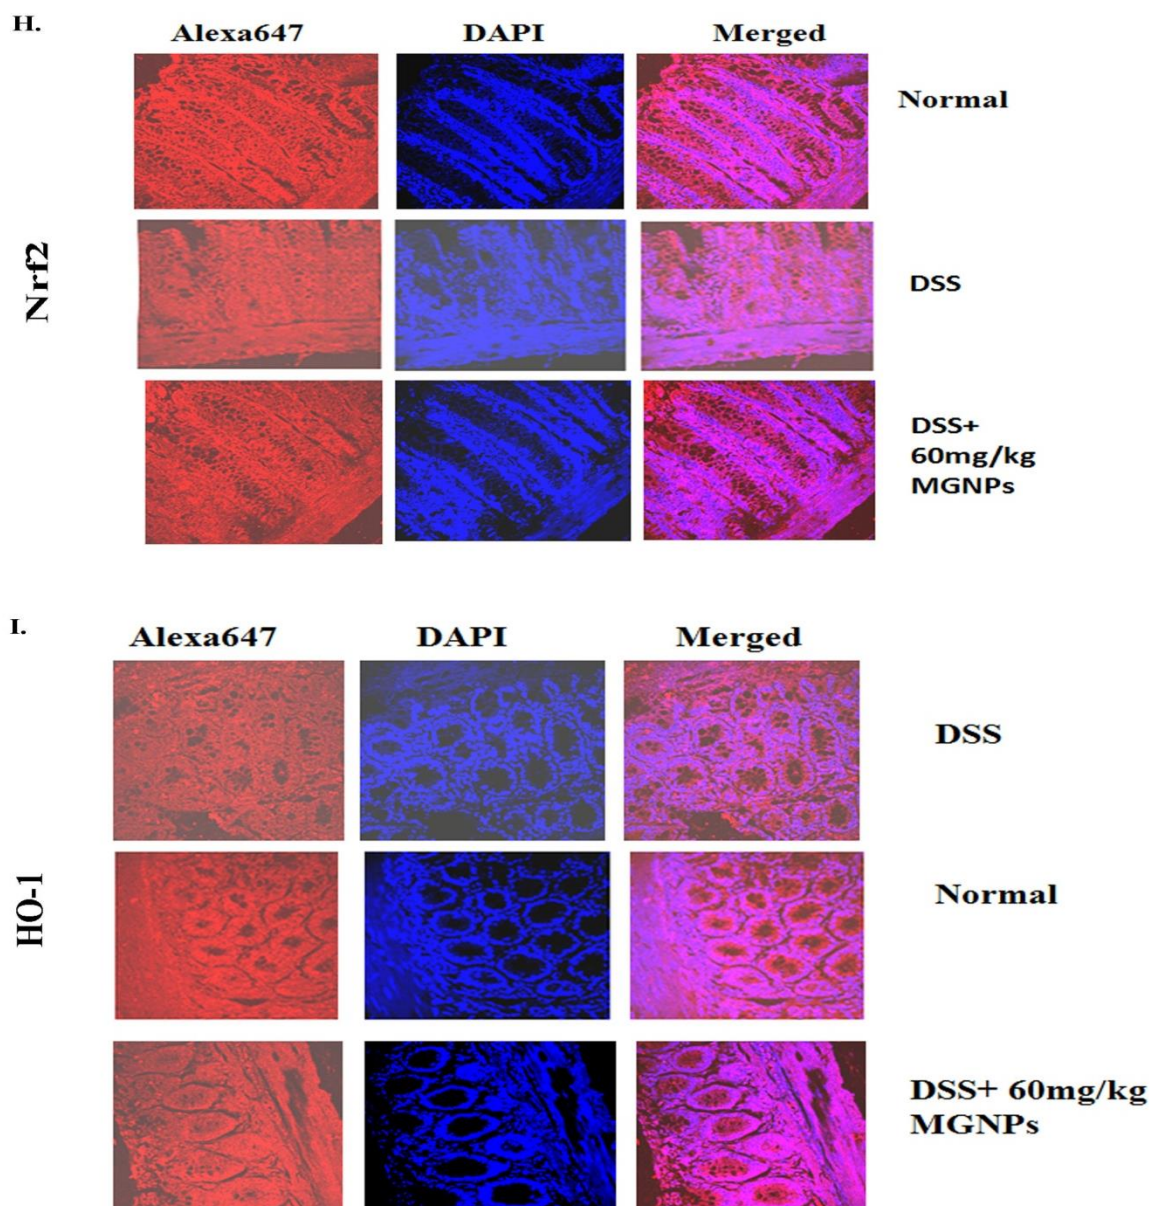 H.
Alexa647 DAPI Merged
Normal
Nrf2
DSS
DSS+
60mg/kg
MGNPs
I.
Alexa647 DAPI Merged
DSS
HO-1
Normal
DSS+ 60mg/kg
MGNPs